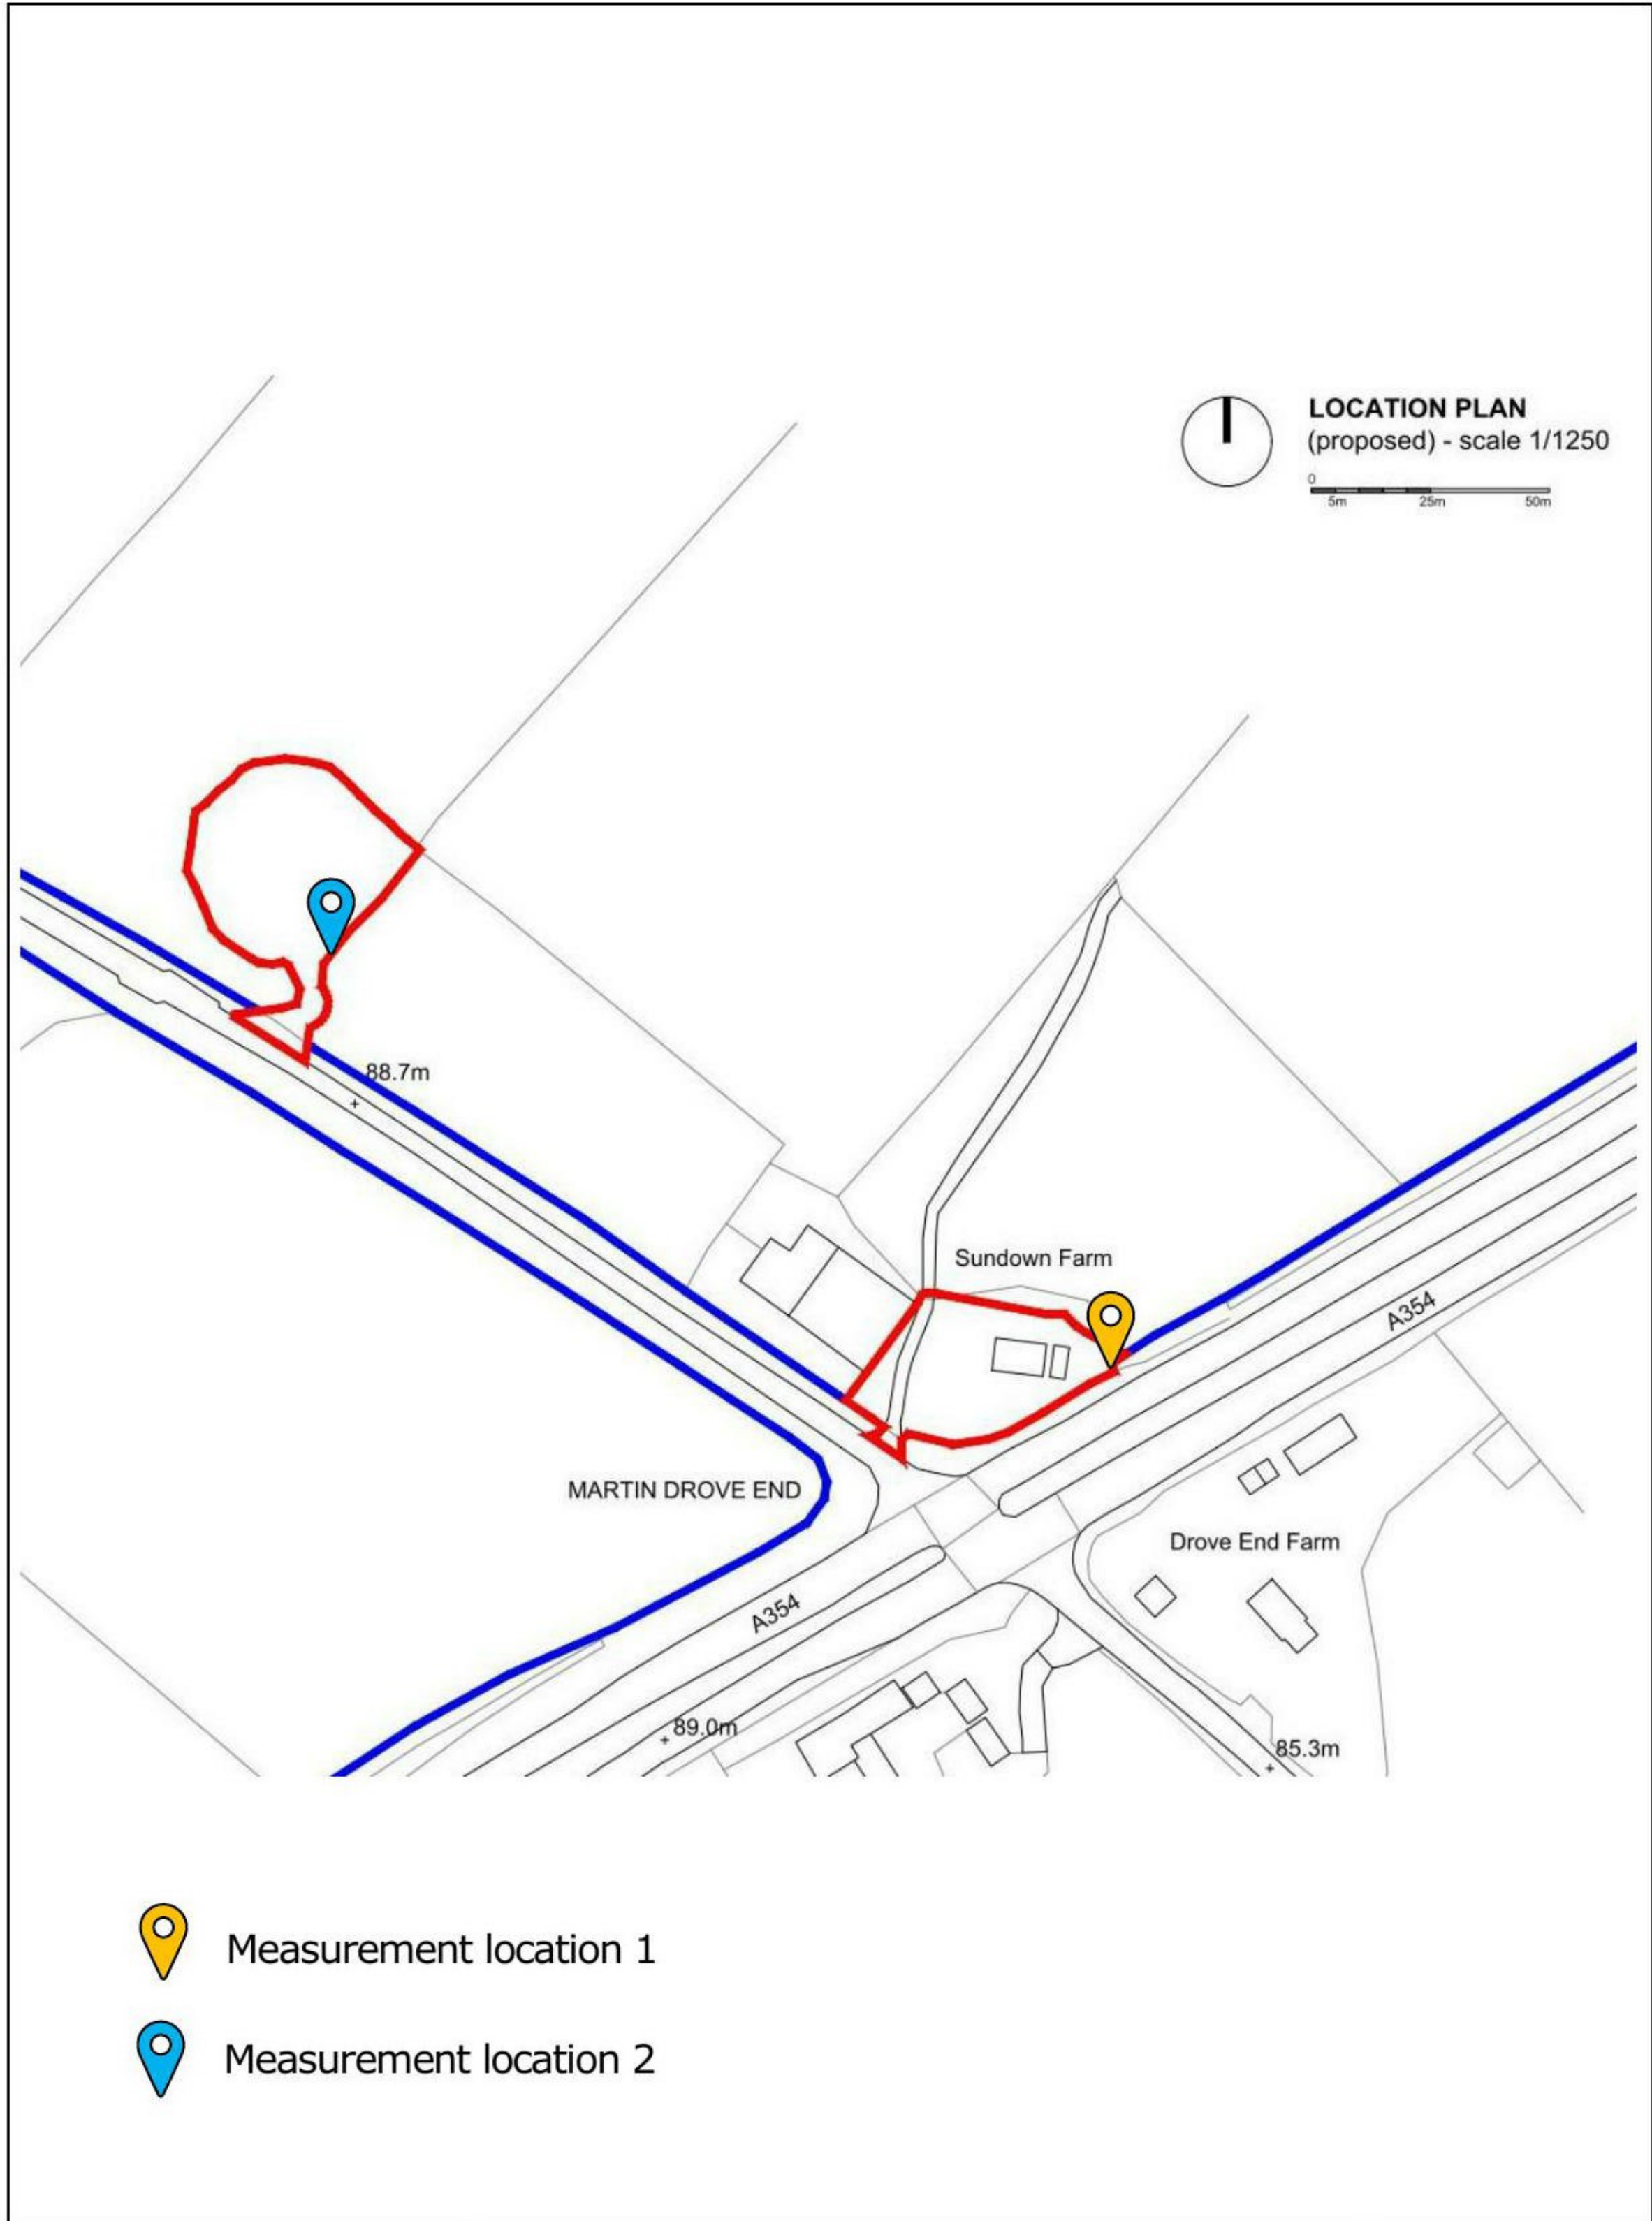 LOCATION PLAN
(proposed) - scale 1/1250
0
5m 25m 50m
88.7m
Sundown Farm
A354
MARTIN DROVE END
Drove End Farm
A354
89.0m
85.3m
Measurement location 1
Measurement location 2